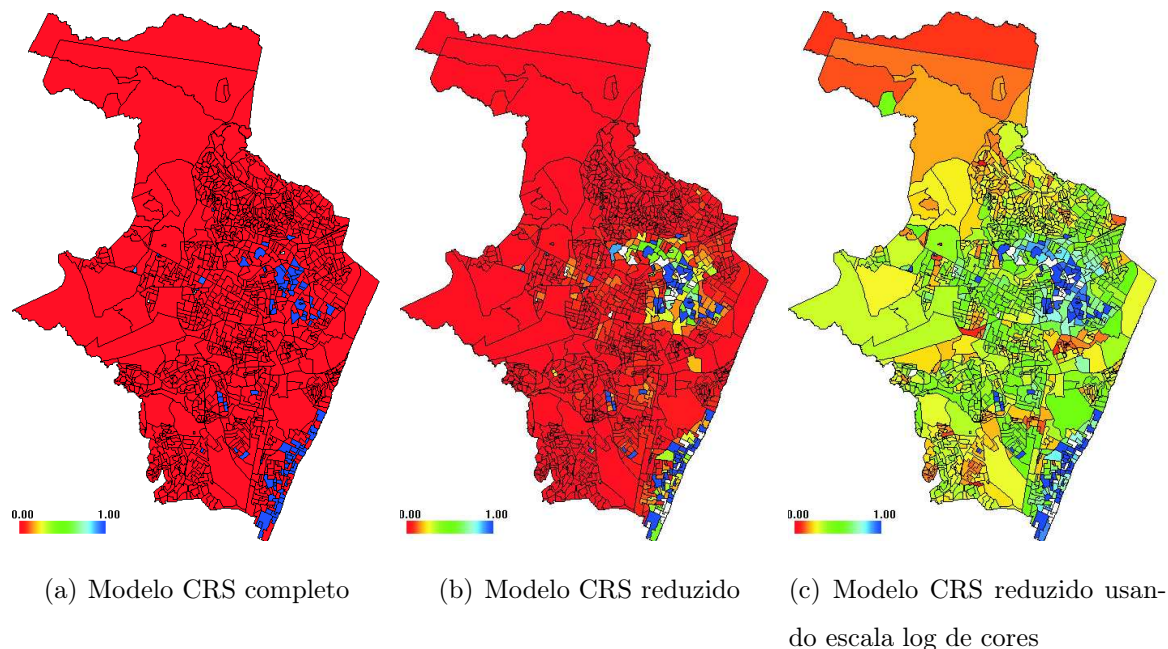 0.00 1.00
0.00 1.00
0.00 1.00
(a) Modelo CRS completo
(b) Modelo CRS reduzido
(c) Modelo CRS reduzido usan-
do escala log de cores